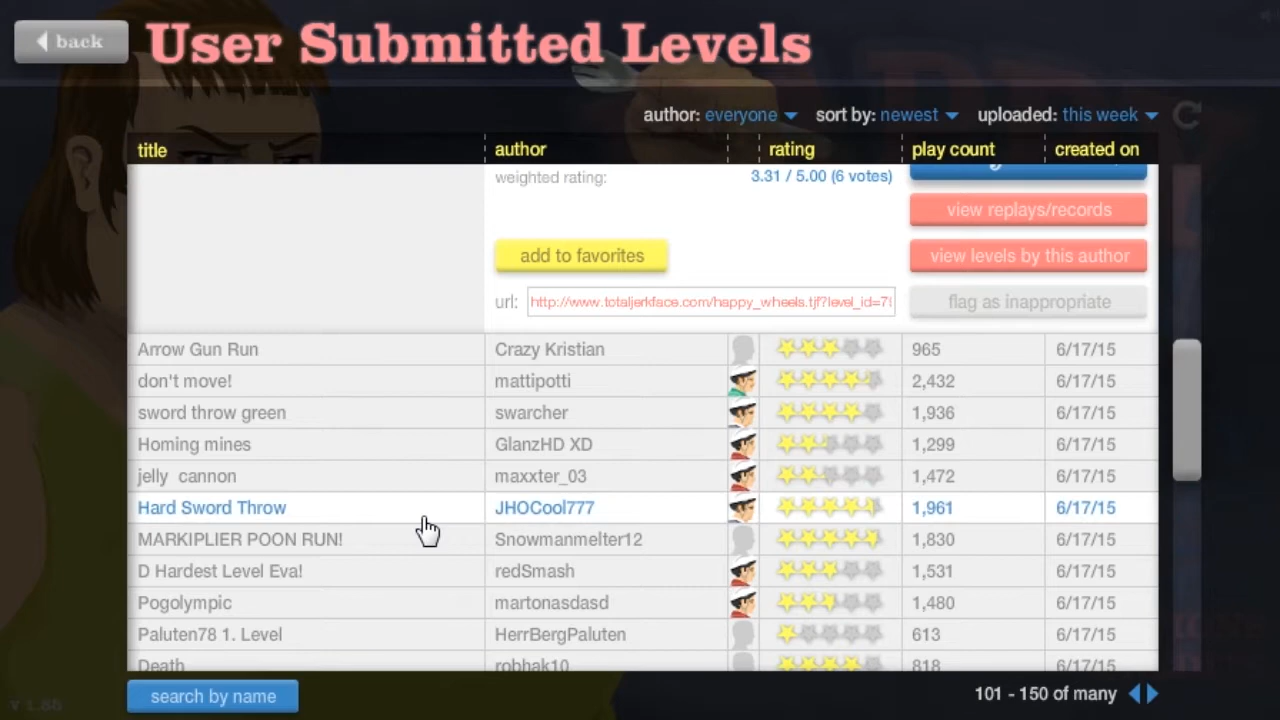 back
User Submitted Levels
author: everyone sort by: newest uploaded: this week
title author rating play count created on
weighted rating: 3.31 / 5.00 (6 votes)
view replays/records
add to favorites view levels by this author
url: http://www.totaljerkface.com/happy_wheels.tjf?level_id=7 flag as inappropriate
Arrow Gun Run Crazy Kristian 965 6/17/15
don't move! mattipotti 2,432 6/17/15
sword throw green swarcher 1,936 6/17/15
Homing mines GlanzHD XD 1,299 6/17/15
jelly cannon maxxter_03 1,472 6/17/15
Hard Sword Throw JHOCool777 1,961 6/17/15
MARKIPLIER POON RUN! Snowmanmelter12 1,830 6/17/15
D Hardest Level Eva! redSmash 1,531 6/17/15
Pogolympic martonasdasd 1,480 6/17/15
Paluten78 1. Level HerrBergPaluten 613 6/17/15
Death robhak10 818 6/17/15
search by name 101 - 150 of many
v 1.88